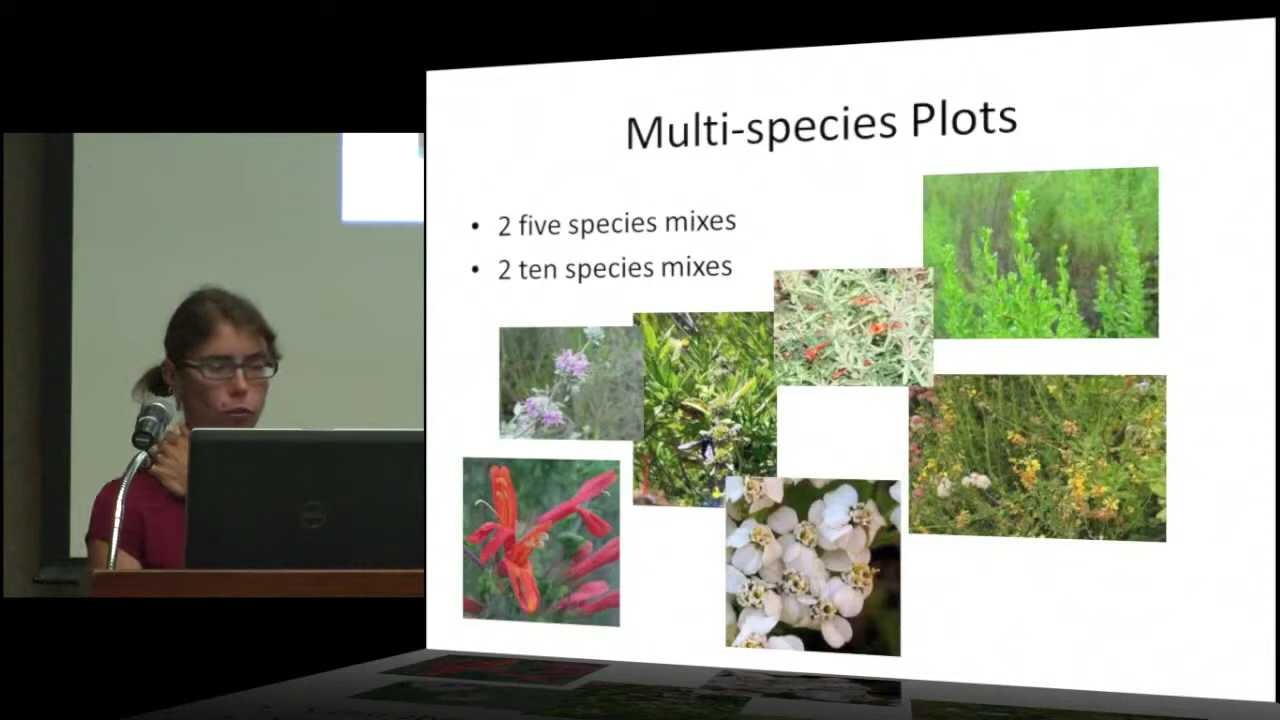 Multi-species Plots
• 2 five species mixes
• 2 ten species mixes